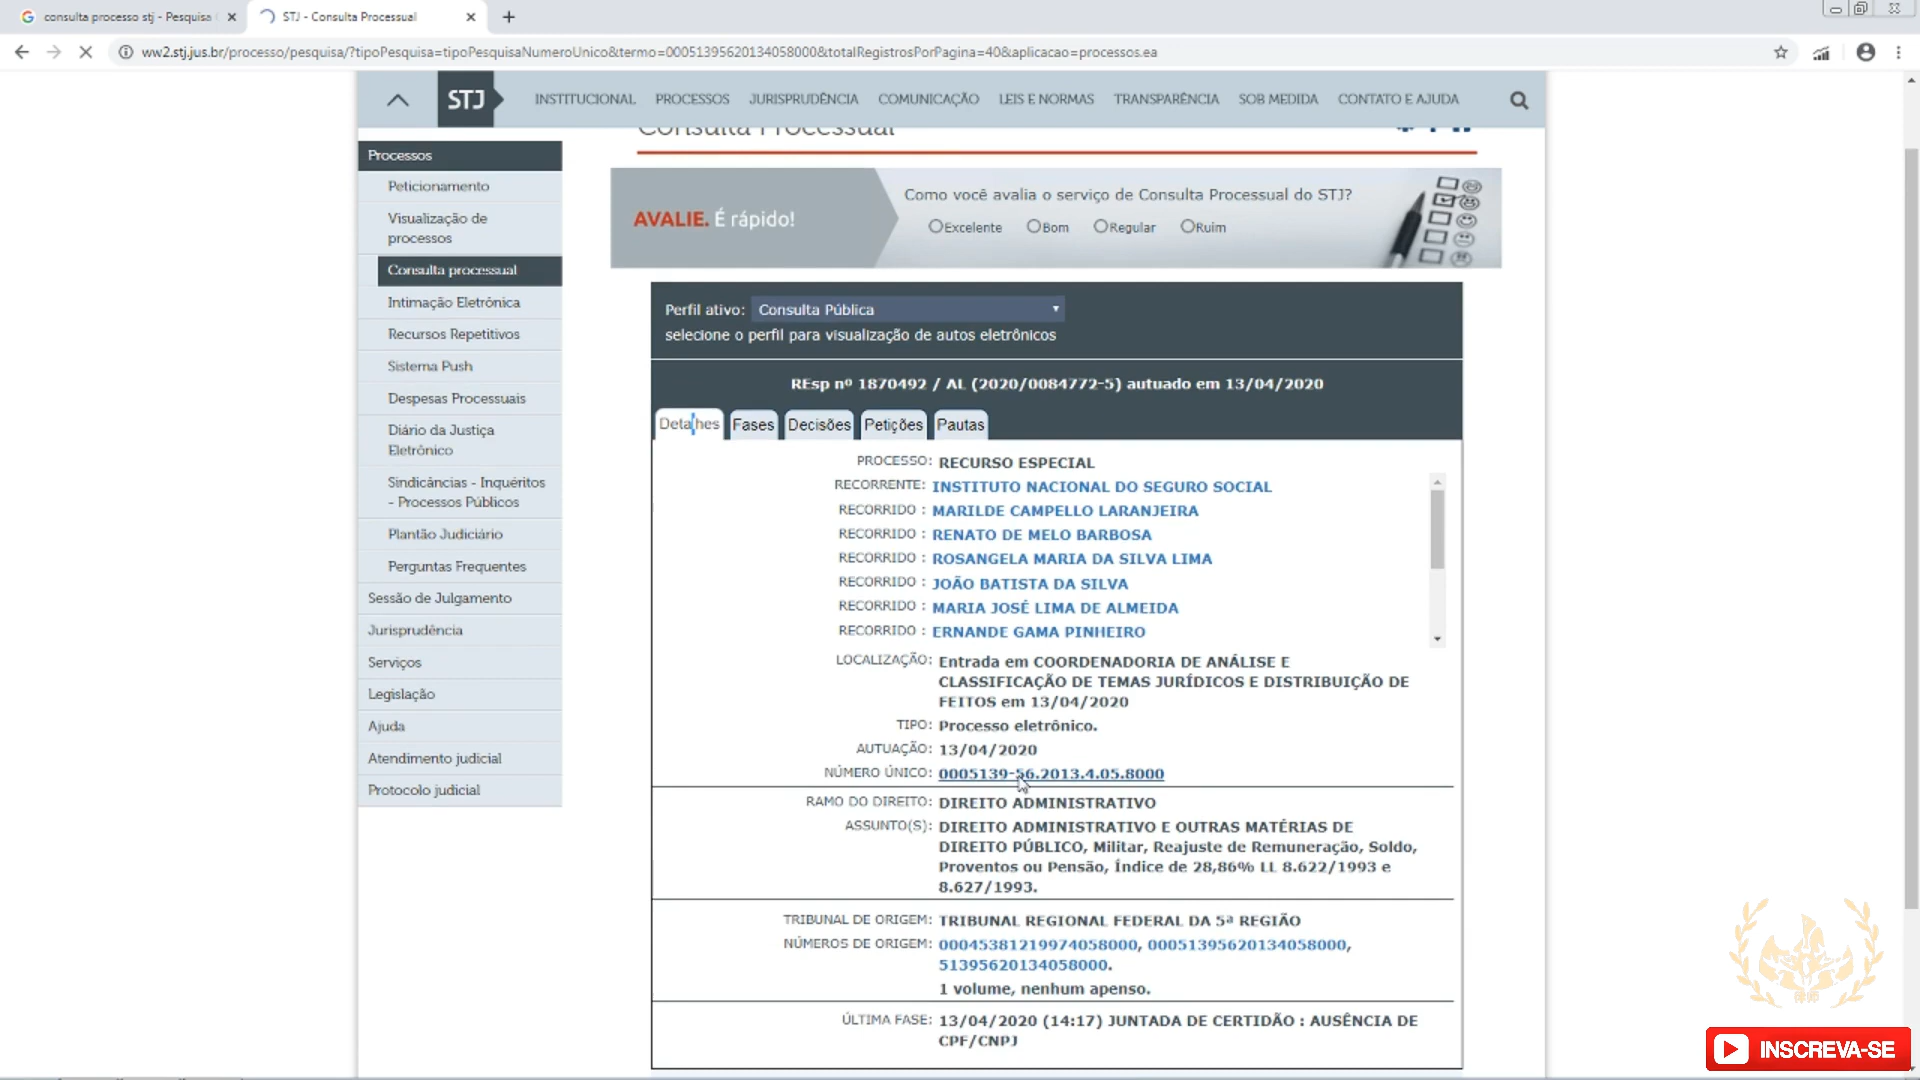 consulta processo stj - Pesquisa
STJ - Consulta Processual
ww2.stj.jus.br/processo/pesquisa/?tipoPesquisa=tipoPesquisaNumeroUnico&termo=00051395620134058000&totalRegistrosPorPagina=40&aplicacao=processos.ea
STJ
INSTITUCIONAL PROCESSOS JURISPRUDÊNCIA COMUNICAÇÃO LEIS E NORMAS TRANSPARÊNCIA SOB MEDIDA CONTATO E AJUDA
Consulta Processual
Processos
Peticionamento
Visualização de
processos
Consulta processual
Intimação Eletrônica
Recursos Repetitivos
Sistema Push
Despesas Processuais
Diário da Justiça
Eletrônico
Sindicâncias - Inquéritos
- Processos Públicos
Plantão Judiciário
Perguntas Frequentes
Sessão de Julgamento
Jurisprudência
Serviços
Legislação
Ajuda
Atendimento judicial
Protocolo judicial
AVALIE. É rápido!
Como você avalia o serviço de Consulta Processual do STJ?
Excelente Bom Regular Ruim
Perfil ativo: Consulta Pública
selecione o perfil para visualização de autos eletrônicos
REsp nº 1870492 / AL (2020/0084772-5) autuado em 13/04/2020
Detalhes Fases Decisões Petições Pautas
PROCESSO: RECURSO ESPECIAL
RECORRENTE: INSTITUTO NACIONAL DO SEGURO SOCIAL
RECORRIDO : MARILDE CAMPELLO LARANJEIRA
RECORRIDO : RENATO DE MELO BARBOSA
RECORRIDO : ROSANGELA MARIA DA SILVA LIMA
RECORRIDO : JOÃO BATISTA DA SILVA
RECORRIDO : MARIA JOSÉ LIMA DE ALMEIDA
RECORRIDO : ERNANDE GAMA PINHEIRO
LOCALIZAÇÃO: Entrada em COORDENADORIA DE ANÁLISE E
CLASSIFICAÇÃO DE TEMAS JURÍDICOS E DISTRIBUIÇÃO DE
FEITOS em 13/04/2020
TIPO: Processo eletrônico.
AUTUAÇÃO: 13/04/2020
NÚMERO ÚNICO: 0005139-56.2013.4.05.8000
RAMO DO DIREITO: DIREITO ADMINISTRATIVO
ASSUNTO(S): DIREITO ADMINISTRATIVO E OUTRAS MATÉRIAS DE
DIREITO PÚBLICO, Militar, Reajuste de Remuneração, Soldo,
Proventos ou Pensão, Índice de 28,86% LL 8.622/1993 e
8.627/1993.
TRIBUNAL DE ORIGEM: TRIBUNAL REGIONAL FEDERAL DA 5ª REGIÃO
NÚMEROS DE ORIGEM: 00045381219974058000, 00051395620134058000,
51395620134058000.
1 volume, nenhum apenso.
ÚLTIMA FASE: 13/04/2020 (14:17) JUNTADA DE CERTIDÃO : AUSÊNCIA DE
CPF/CNPJ
INSCREVA-SE